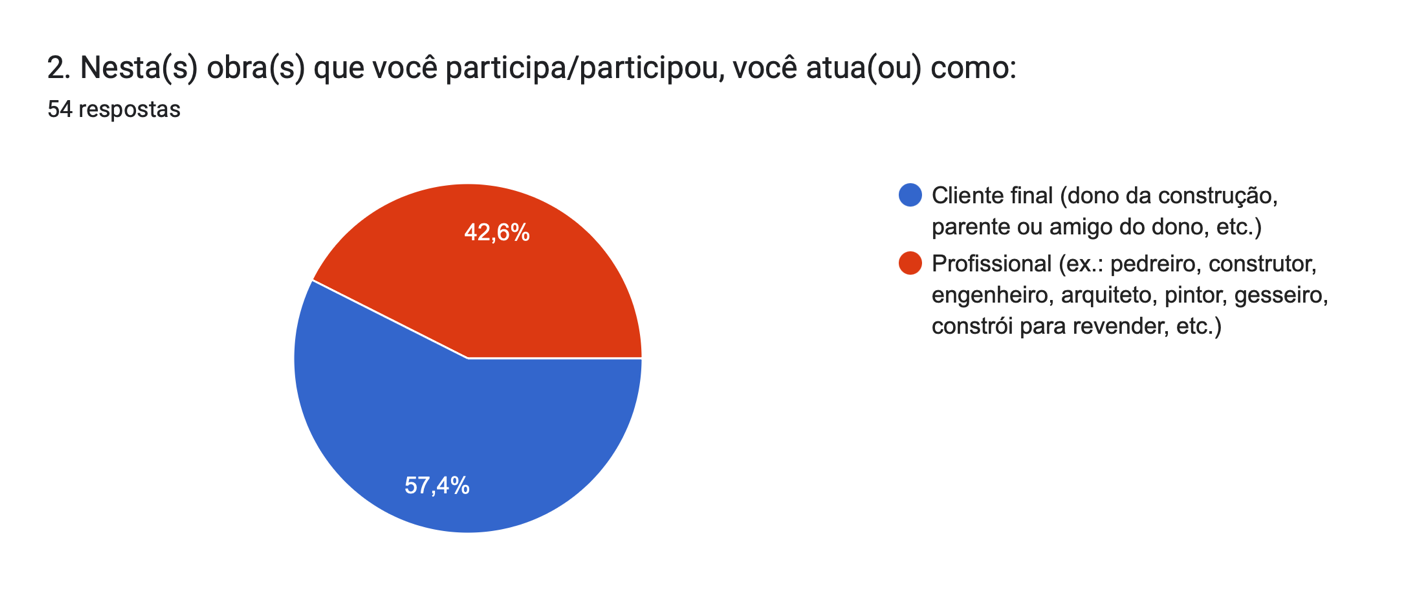 2. Nesta(s) obra(s) que você participa/participou, você atua(ou) como:
54 respostas
42,6%
57,4%
Cliente final (dono da construção,
parente ou amigo do dono, etc.)
Profissional (ex.: pedreiro, construtor,
engenheiro, arquiteto, pintor, gesseiro,
constrói para revender, etc.)